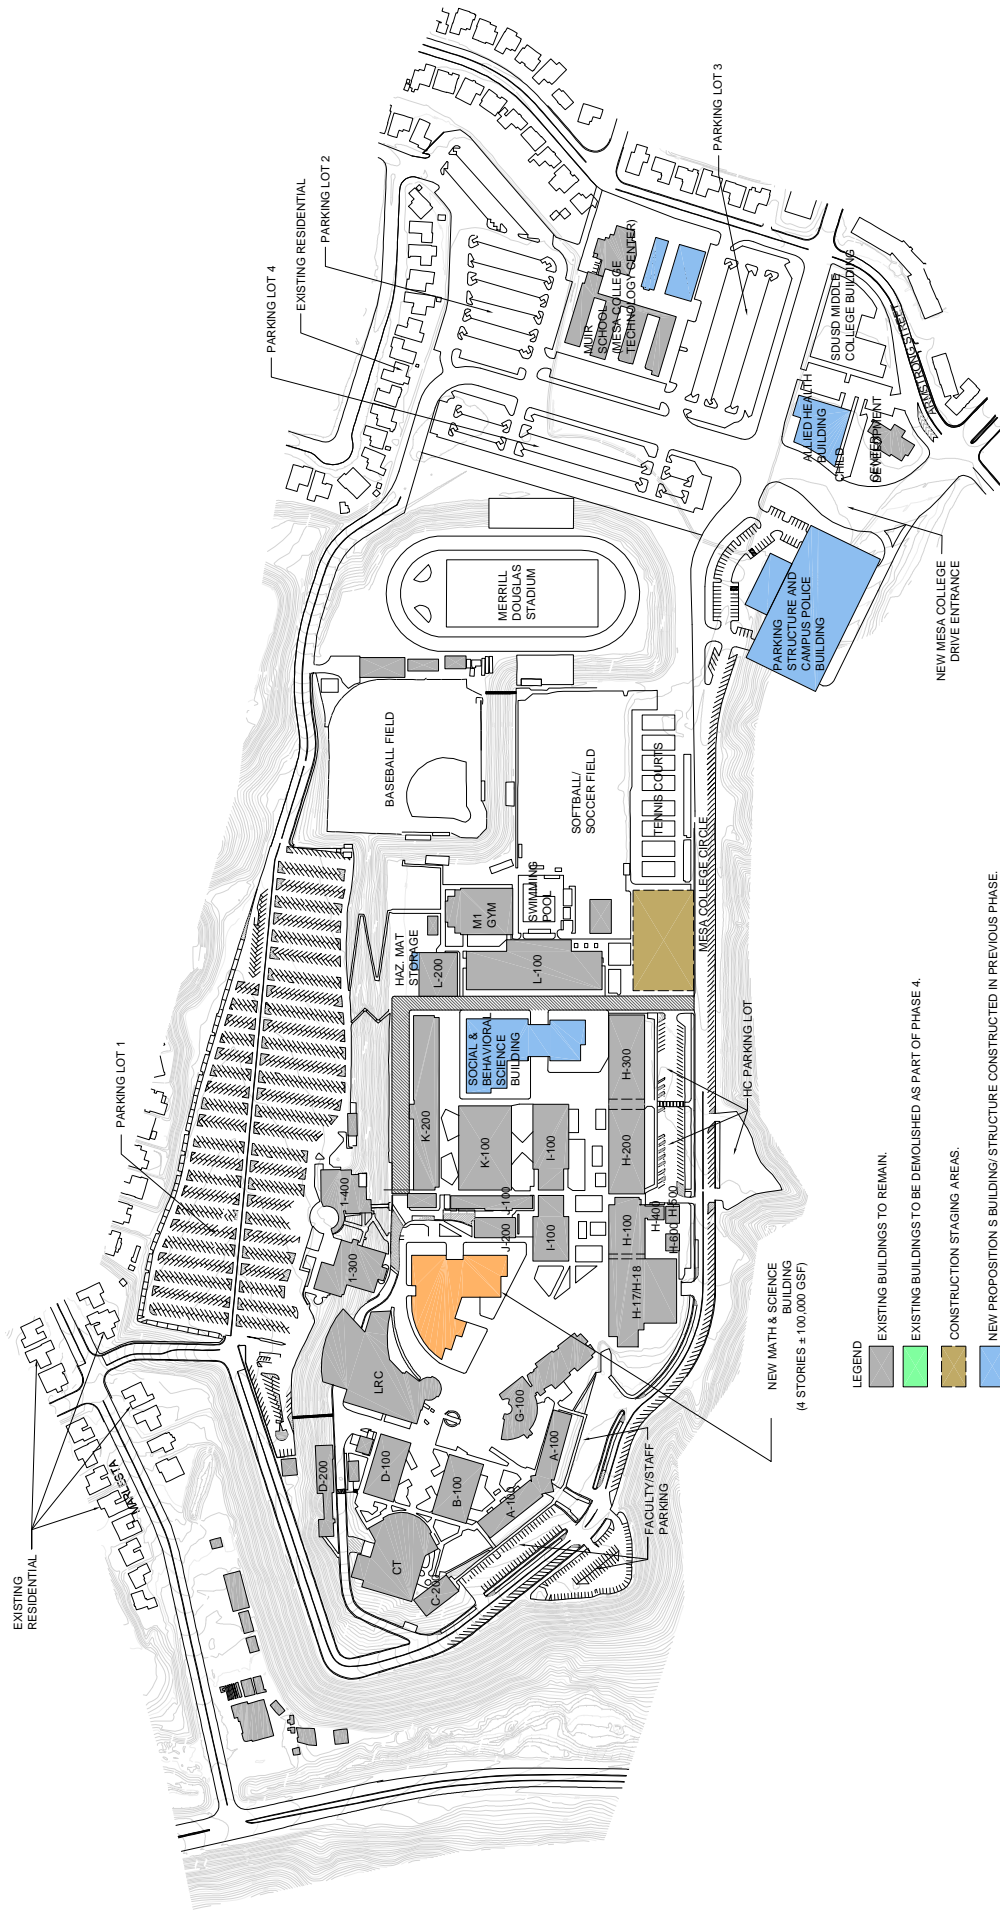 EXISTING
RESIDENTIAL
MARLESTA
PARKING LOT 1
PARKING LOT 4
EXISTING RESIDENTIAL
PARKING LOT 2
PARKING LOT 3
MUIR
SCHOOL
(MESA COLLEGE
TECHNOLOGY CENTER)
SDUSD MIDDLE
COLLEGE BUILDING
ARMSTRONG STREET
ALLIED HEALTH
BUILDING
CHILD
DEVELOPMENT
CENTER
MERRILL
DOUGLAS
STADIUM
PARKING
STRUCTURE AND
CAMPUS POLICE
BUILDING
NEW MESA COLLEGE
DRIVE ENTRANCE
BASEBALL FIELD
SOFTBALL/
SOCCER FIELD
TENNIS COURTS
MESA COLLEGE CIRCLE
M1
GYM
SWIMMING
POOL
HAZ. MAT
STORAGE
L-200
L-100
SOCIAL &
BEHAVIORAL
SCIENCE
BUILDING
K-200
K-100
I-100
H-300
H-200
HC PARKING LOT
1-400
1-300
J-100
J-200
I-100
H-100
H-400
H-500
H-600
H-17/H-18
LRC
G-100
A-100
A-100
D-200
D-100
B-100
CT
C-200
FACULTY/STAFF
PARKING
NEW MATH & SCIENCE
BUILDING
(4 STORIES ± 100,000 GSF)
LEGEND
EXISTING BUILDINGS TO REMAIN.
EXISTING BUILDINGS TO BE DEMOLISHED AS PART OF PHASE 4.
CONSTRUCTION STAGING AREAS.
NEW PROPOSITION S BUILDING/ STRUCTURE CONSTRUCTED IN PREVIOUS PHASE.